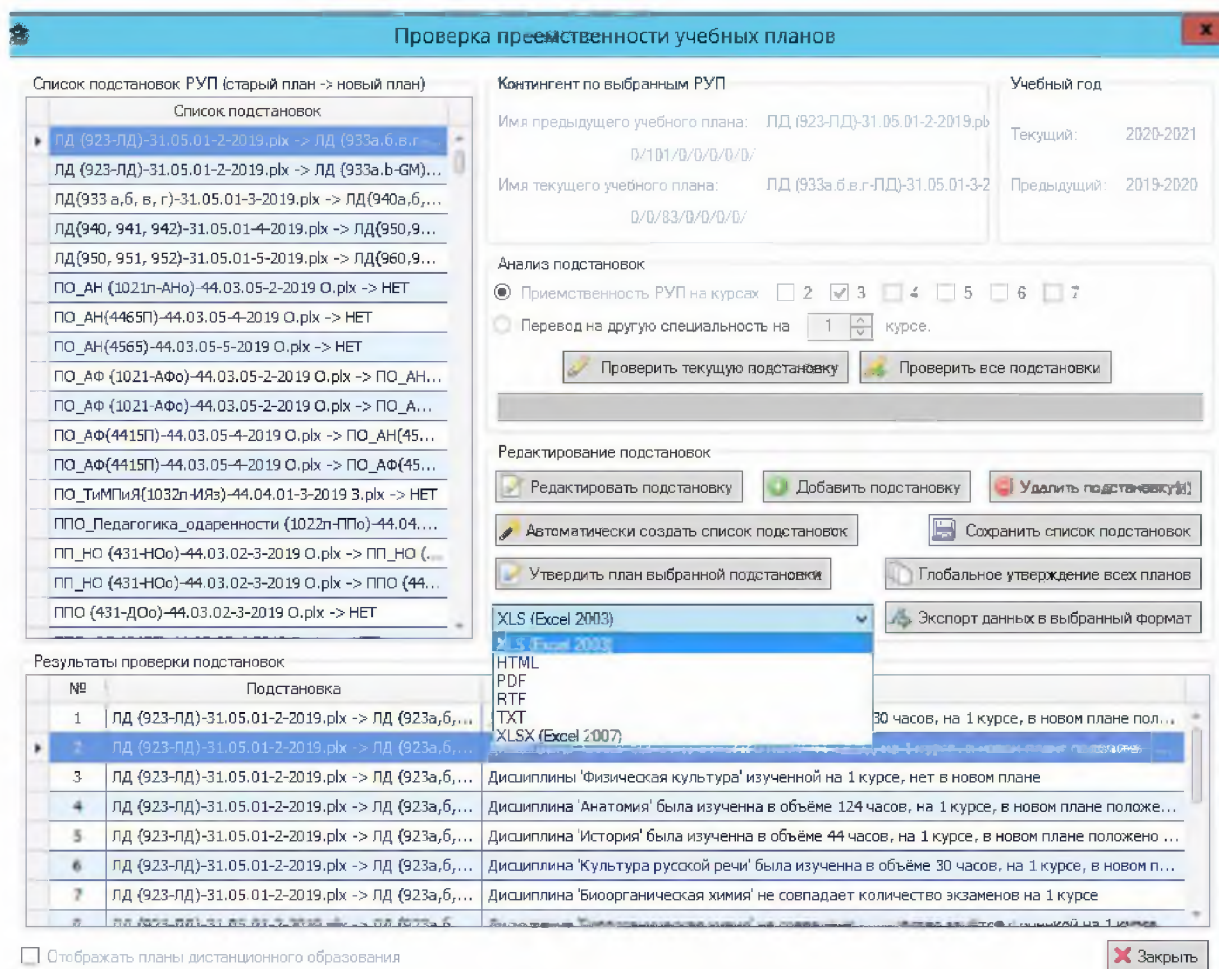 Проверка преемственности учебных планов
Список подстановок РУП (старый план -> новый план)
Список подстановок
ЛД (923-ЛД)-31.05.01-2-2019.plx -> ЛД (933а.б.в.г
ЛД (923-ЛД)-31.05.01-2-2019.plx -> ЛД (933a.b-GM)...
ЛД(933 а,б, в, г)-31.05.01-3-2019.plx -> ЛД(940а,б,...
ЛД(940, 941, 942)-31.05.01-4-2019.plx -> ЛД(950,9...
ЛД(950, 951, 952)-31.05.01-5-2019.plx -> ЛД(960,9...
ПО_АН (1021п-АНо)-44.03.05-2-2019 О.plx -> НЕТ
ПО_АН(4465П)-44.03.05-4-2019 О.plx -> НЕТ
ПО_АН(4565)-44.03.05-5-2019 О.plx -> НЕТ
ПО_АФ (1021-АФо)-44.03.05-2-2019 О.plx -> ПО_АН...
ПО_АФ (1021-АФо)-44.03.05-2-2019 О.plx -> ПО_А...
ПО_АФ(4415П)-44.03.05-4-2019 О.plx -> ПО_АН(45...
ПО_АФ(4415П)-44.03.05-4-2019 О.plx -> ПО_АФ(45...
ПО_ТиМПиЯ(1032п-ИЯз)-44.04.01-3-2019 З.plx -> НЕТ
ППО_Педагогика_одаренности (1022п-ППо)-44.04....
ПП_НО (431-НОо)-44.03.02-3-2019 О.plx -> ПП_НО (...
ПП_НО (431-НОо)-44.03.02-3-2019 О.plx -> ППО (44...
ППО (431-ДОо)-44.03.02-3-2019 О.plx -> НЕТ
Контингент по выбранным РУП
Имя предыдущего учебного плана: ЛД (923-ЛД)-31.05.01-2-2019.plx
0/101/0/0/0/0/0/
Имя текущего учебного плана: ЛД (933а.б.в.г-ЛД)-31.05.01-3-2
0/0/83/0/0/0/0/
Учебный год
Текущий: 2020-2021
Предыдущий: 2019-2020
Анализ подстановок
Приемственность РУП на курсах 2 3 4 5 6 7
Перевод на другую специальность на 1 курсе.
Проверить текущую подстановку Проверить все подстановки
Редактирование подстановок
Редактировать подстановку Добавить подстановку Удалить подстановку(и)
Автоматически создать список подстановок Сохранить список подстановок
Утвердить план выбранной подстановки Глобальное утверждение всех планов
XLS (Excel 2003) Экспорт данных в выбранный формат
XLS (Excel 2003)
HTML
PDF
RTF
TXT
XLSX (Excel 2007)
Результаты проверки подстановок
№ Подстановка
1 ЛД (923-ЛД)-31.05.01-2-2019.plx -> ЛД (923а,б,... 30 часов, на 1 курсе, в новом плане пол...
2 ЛД (923-ЛД)-31.05.01-2-2019.plx -> ЛД (923а,б,...
3 ЛД (923-ЛД)-31.05.01-2-2019.plx -> ЛД (923а,б,... Дисциплины 'Физическая культура' изученной на 1 курсе, нет в новом плане
4 ЛД (923-ЛД)-31.05.01-2-2019.plx -> ЛД (923а,б,... Дисциплина 'Анатомия' была изученна в объёме 124 часов, на 1 курсе, в новом плане положе...
5 ЛД (923-ЛД)-31.05.01-2-2019.plx -> ЛД (923а,б,... Дисциплина 'История' была изученна в объёме 44 часов, на 1 курсе, в новом плане положено ...
6 ЛД (923-ЛД)-31.05.01-2-2019.plx -> ЛД (923а,б,... Дисциплина 'Культура русской речи' была изученна в объёме 30 часов, на 1 курсе, в новом п...
7 ЛД (923-ЛД)-31.05.01-2-2019.plx -> ЛД (923а,б,... Дисциплина 'Биоорганическая химия' не совпадает количество экзаменов на 1 курсе
Отображать планы дистанционного образования
Закрыть